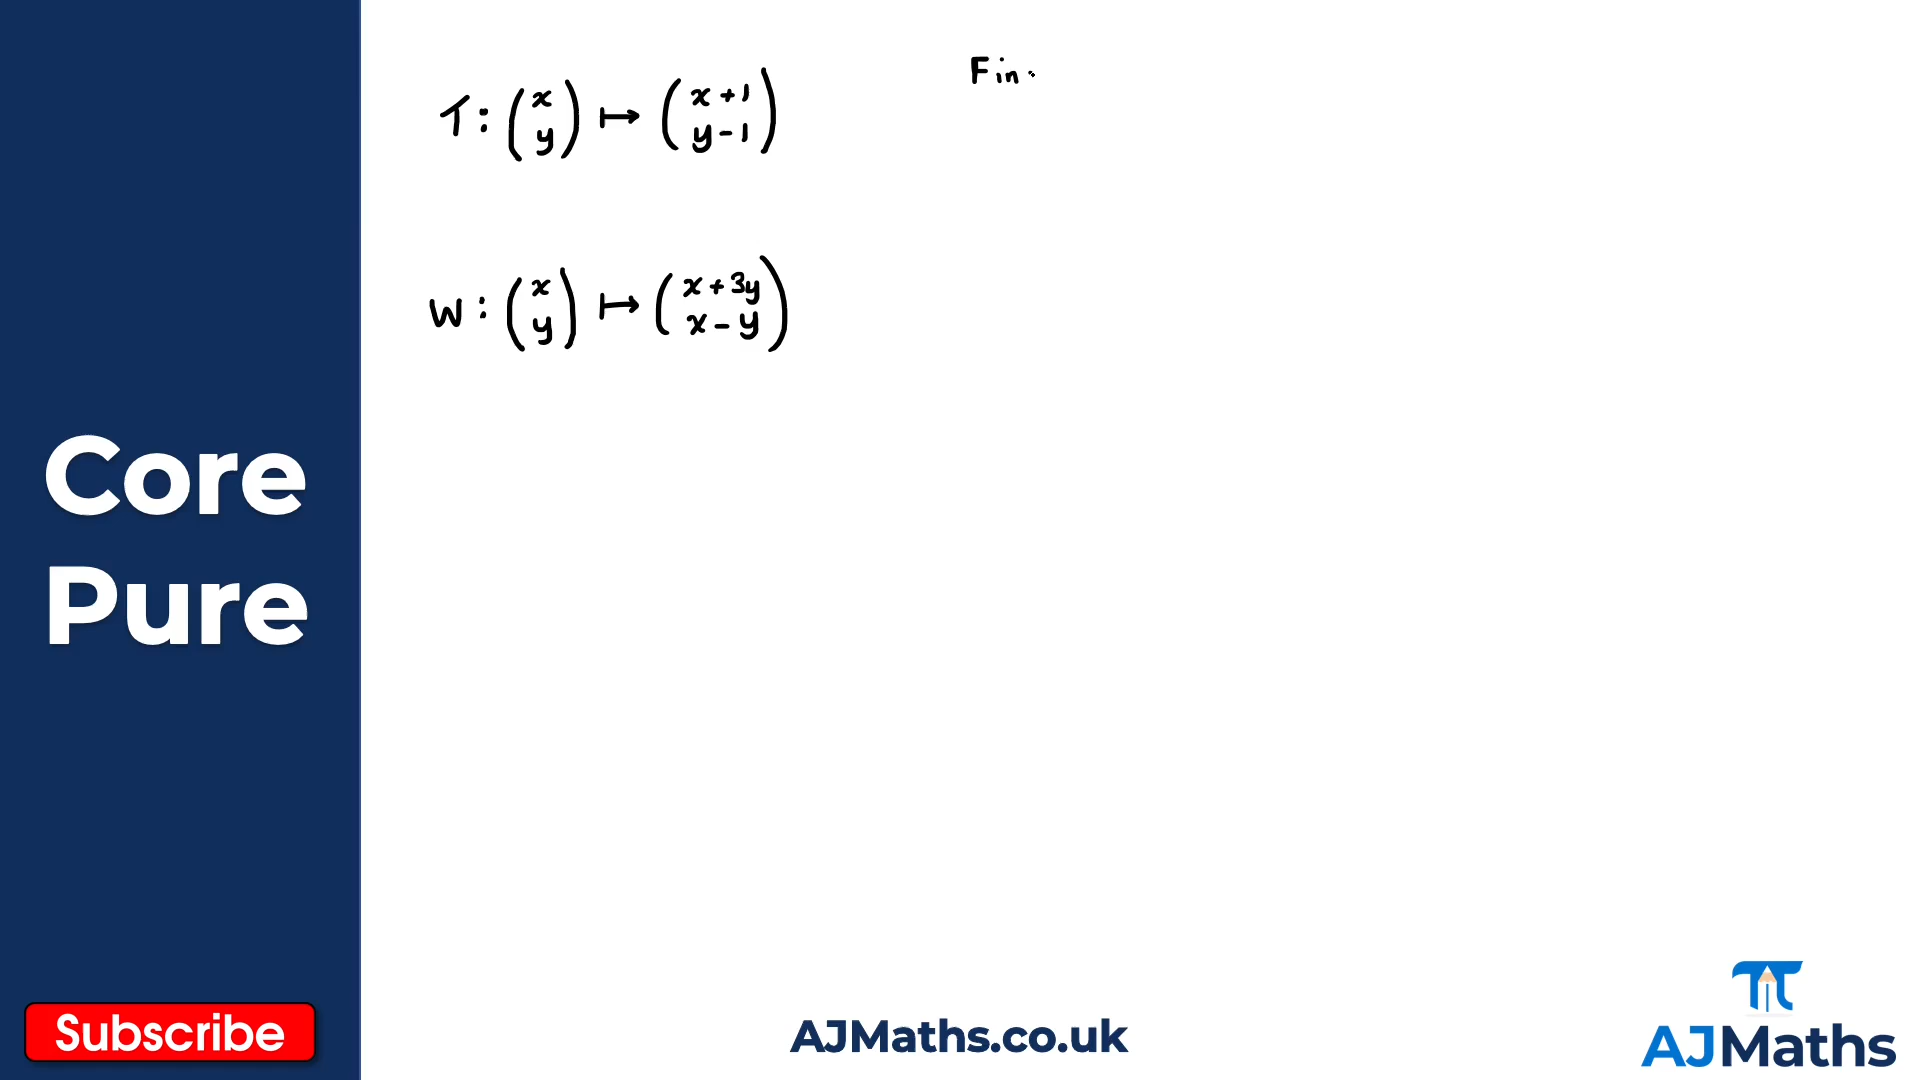 T: (x y) ↦ (x+1 y-1)
Fin
W: (x y) ↦ (x+3y x-y)
Core
Pure
Subscribe
AJMaths.co.uk
AJMaths